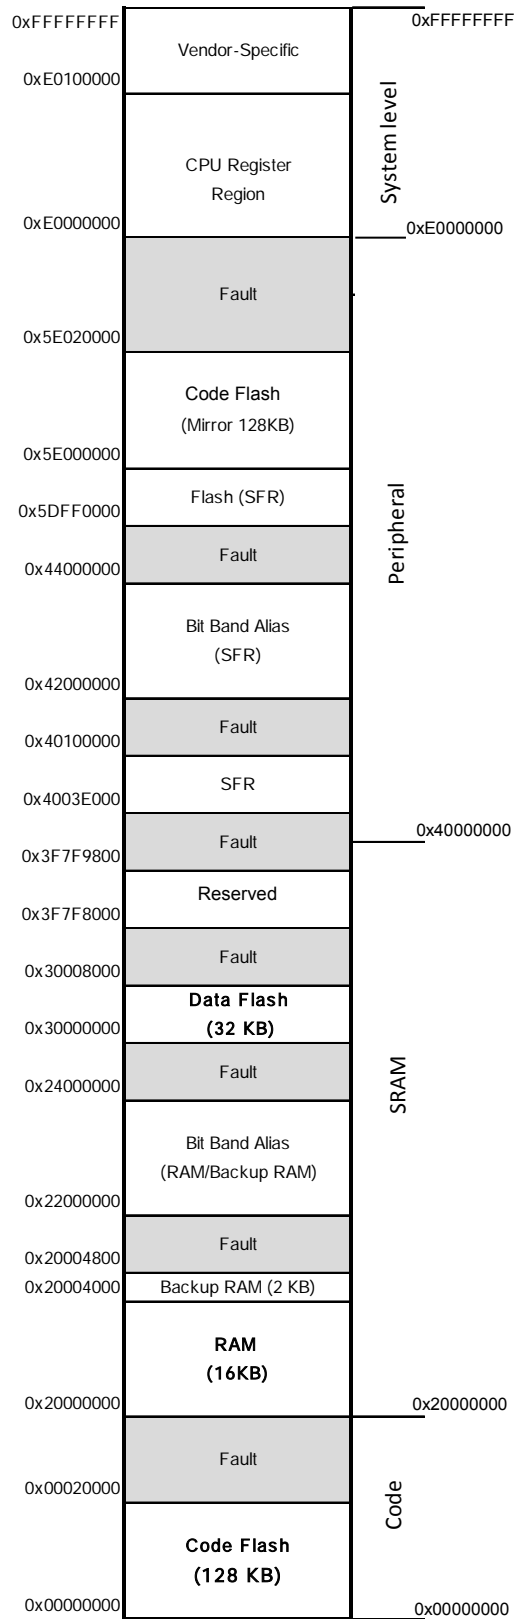 0xFFFFFFFF
0xFFFFFFFF
Vendor-Specific
0xE0100000
System level
CPU Register
Region
0xE0000000
0xE0000000
Fault
0x5E020000
Code Flash
(Mirror 128KB)
0x5E000000
Peripheral
Flash (SFR)
0x5DFF0000
Fault
0x44000000
Bit Band Alias
(SFR)
0x42000000
Fault
0x40100000
SFR
0x4003E000
0x40000000
Fault
0x3F7F9800
Reserved
0x3F7F8000
Fault
0x30008000
Data Flash
(32 KB)
0x30000000
SRAM
Fault
0x24000000
Bit Band Alias
(RAM/Backup RAM)
0x22000000
Fault
0x20004800
0x20004000
Backup RAM (2 KB)
RAM
(16KB)
0x20000000
0x20000000
Fault
0x00020000
Code
Code Flash
(128 KB)
0x00000000
0x00000000